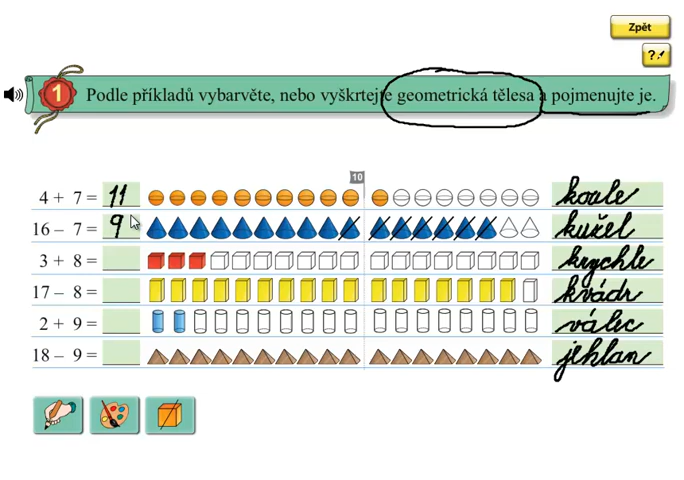 Zpět
?
1 Podle příkladů vybarvěte, nebo vyškrtejte geometrická tělesa a pojmenujte je.
10
4 + 7 = 11 koule
16 – 7 = 9 kužel
3 + 8 = krychle
17 – 8 = kvádr
2 + 9 = válec
18 – 9 = jehlan